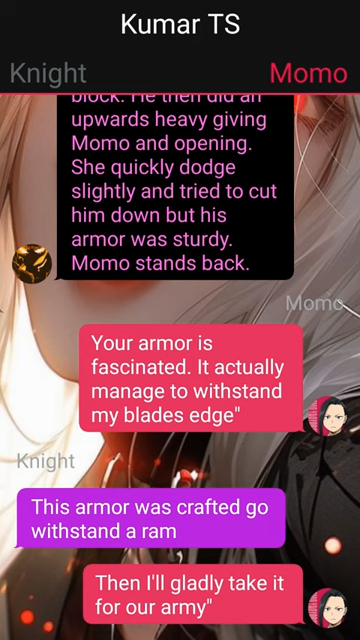 Kumar TS
Knight
Momo
block. He then did an
upwards heavy giving
Momo and opening.
She quickly dodge
slightly and tried to cut
him down but his
armor was sturdy.
Momo stands back.
Momo
Your armor is
fascinated. It actually
manage to withstand
my blades edge"
Knight
This armor was crafted go
withstand a ram
Then I'll gladly take it
for our army"